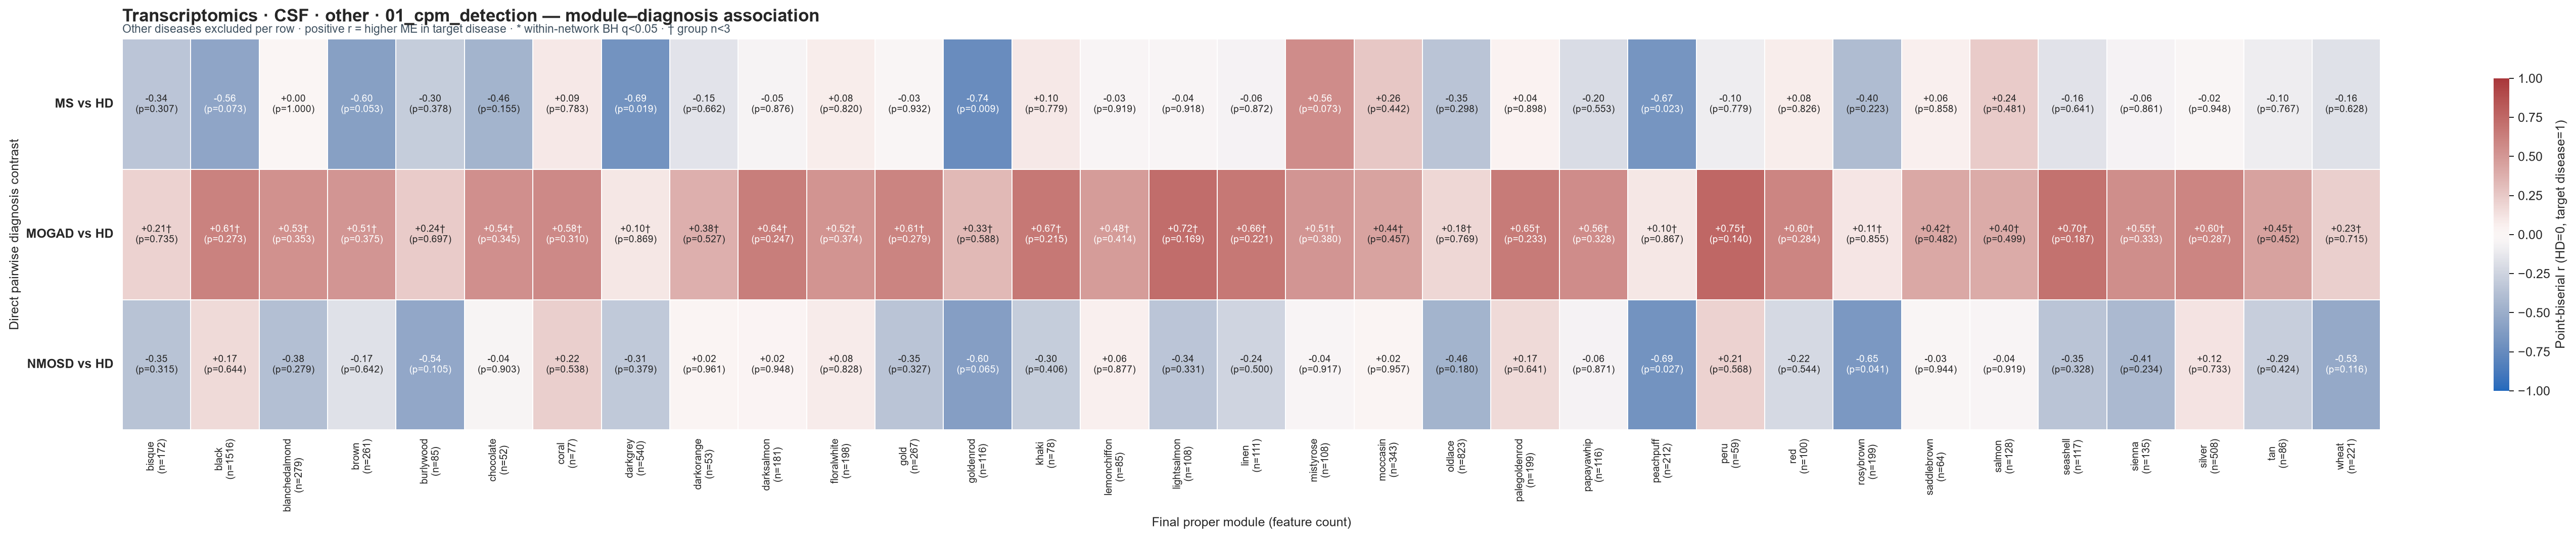 Transcriptomics · CSF · other · 01_cpm_detection — module–diagnosis association
Other diseases excluded per row · positive r = higher ME in target disease · * within-network BH q<0.05 · † group n<3
Direct pairwise diagnosis contrast
MS vs HD
-0.34 -0.56 +0.00 -0.60 -0.30 -0.46 +0.09 -0.69 -0.15 -0.05 +0.08 -0.03 -0.74 +0.10 -0.03 -0.04 -0.06 +0.56 +0.26 -0.35 +0.04 -0.20 -0.67 -0.10 +0.08 -0.40 +0.06 +0.24 -0.16 -0.06 -0.02 -0.10 -0.16
(p=0.307) (p=0.073) (p=1.000) (p=0.053) (p=0.378) (p=0.155) (p=0.783) (p=0.019) (p=0.662) (p=0.876) (p=0.820) (p=0.932) (p=0.009) (p=0.779) (p=0.919) (p=0.918) (p=0.872) (p=0.073) (p=0.442) (p=0.298) (p=0.898) (p=0.553) (p=0.023) (p=0.779) (p=0.826) (p=0.223) (p=0.858) (p=0.481) (p=0.641) (p=0.861) (p=0.948) (p=0.767) (p=0.628)
MOGAD vs HD
+0.21† +0.61† +0.53† +0.51† +0.24† +0.54† +0.58† +0.10† +0.38† +0.64† +0.52† +0.61† +0.33† +0.67† +0.48† +0.72† +0.66† +0.51† +0.44† +0.18† +0.65† +0.56† +0.10† +0.75† +0.60† +0.11† +0.42† +0.40† +0.70† +0.55† +0.60† +0.45† +0.23†
(p=0.735) (p=0.273) (p=0.353) (p=0.375) (p=0.697) (p=0.345) (p=0.310) (p=0.869) (p=0.527) (p=0.247) (p=0.374) (p=0.279) (p=0.588) (p=0.215) (p=0.414) (p=0.169) (p=0.221) (p=0.380) (p=0.457) (p=0.769) (p=0.233) (p=0.328) (p=0.867) (p=0.140) (p=0.284) (p=0.855) (p=0.482) (p=0.499) (p=0.187) (p=0.333) (p=0.287) (p=0.452) (p=0.715)
NMOSD vs HD
-0.35 +0.17 -0.38 -0.17 -0.54 -0.04 +0.22 -0.31 +0.02 +0.02 +0.08 -0.35 -0.60 -0.30 +0.06 -0.34 -0.24 -0.04 +0.02 -0.46 +0.17 -0.06 -0.69 +0.21 -0.22 -0.65 -0.03 -0.04 -0.35 -0.41 +0.12 -0.29 -0.53
(p=0.315) (p=0.644) (p=0.279) (p=0.642) (p=0.105) (p=0.903) (p=0.538) (p=0.379) (p=0.961) (p=0.948) (p=0.828) (p=0.327) (p=0.065) (p=0.406) (p=0.877) (p=0.331) (p=0.500) (p=0.917) (p=0.957) (p=0.180) (p=0.641) (p=0.871) (p=0.027) (p=0.568) (p=0.544) (p=0.041) (p=0.944) (p=0.919) (p=0.328) (p=0.234) (p=0.733) (p=0.424) (p=0.116)
bisque
(n=172)
black
(n=1516)
blanchedalmond
(n=279)
brown
(n=261)
burlywood
(n=85)
chocolate
(n=52)
coral
(n=77)
darkgrey
(n=540)
darkorange
(n=53)
darksalmon
(n=181)
floralwhite
(n=198)
gold
(n=267)
goldenrod
(n=116)
khaki
(n=78)
lemonchiffon
(n=85)
lightsalmon
(n=108)
linen
(n=111)
mistyrose
(n=108)
moccasin
(n=343)
oldlace
(n=823)
palegoldenrod
(n=199)
papayawhip
(n=116)
peachpuff
(n=212)
peru
(n=59)
red
(n=100)
rosybrown
(n=199)
saddlebrown
(n=64)
salmon
(n=128)
seashell
(n=117)
sienna
(n=135)
silver
(n=508)
tan
(n=86)
wheat
(n=221)
Final proper module (feature count)
1.00
0.75
0.50
0.25
0.00
−0.25
−0.50
−0.75
−1.00
Point-biserial r (HD=0, target disease=1)